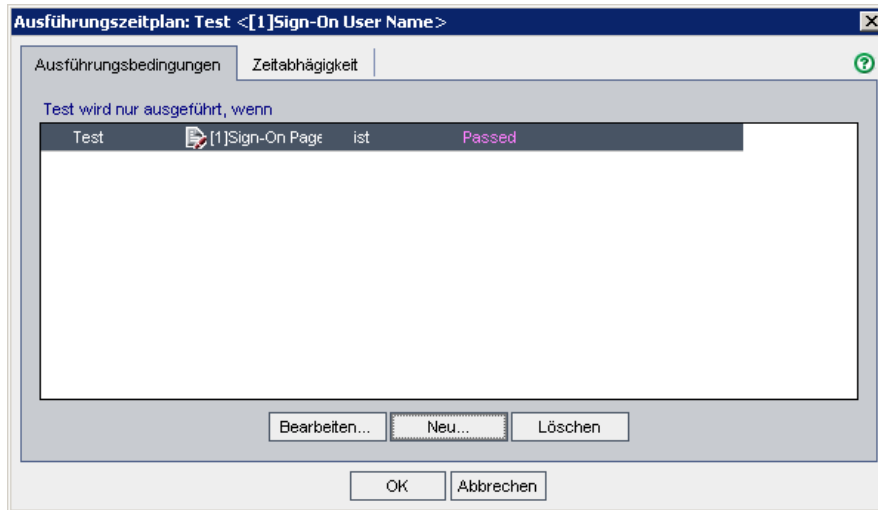 Ausführungszeitplan: Test <[1]Sign-On User Name>
Ausführungsbedingungen Zeitabhägigkeit
Test wird nur ausgeführt, wenn
Test [1]Sign-On Page ist Passed
Bearbeiten... Neu... Löschen
OK Abbrechen